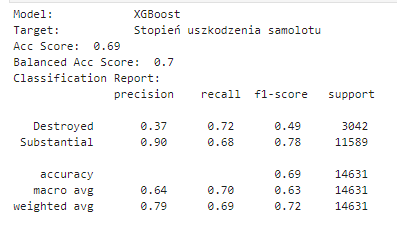 Model: XGBoost
Target: Stopień uszkodzenia samolotu
Acc Score: 0.69
Balanced Acc Score: 0.7
Classification Report:
precision recall f1-score support
Destroyed 0.37 0.72 0.49 3042
Substantial 0.90 0.68 0.78 11589
accuracy 0.69 14631
macro avg 0.64 0.70 0.63 14631
weighted avg 0.79 0.69 0.72 14631